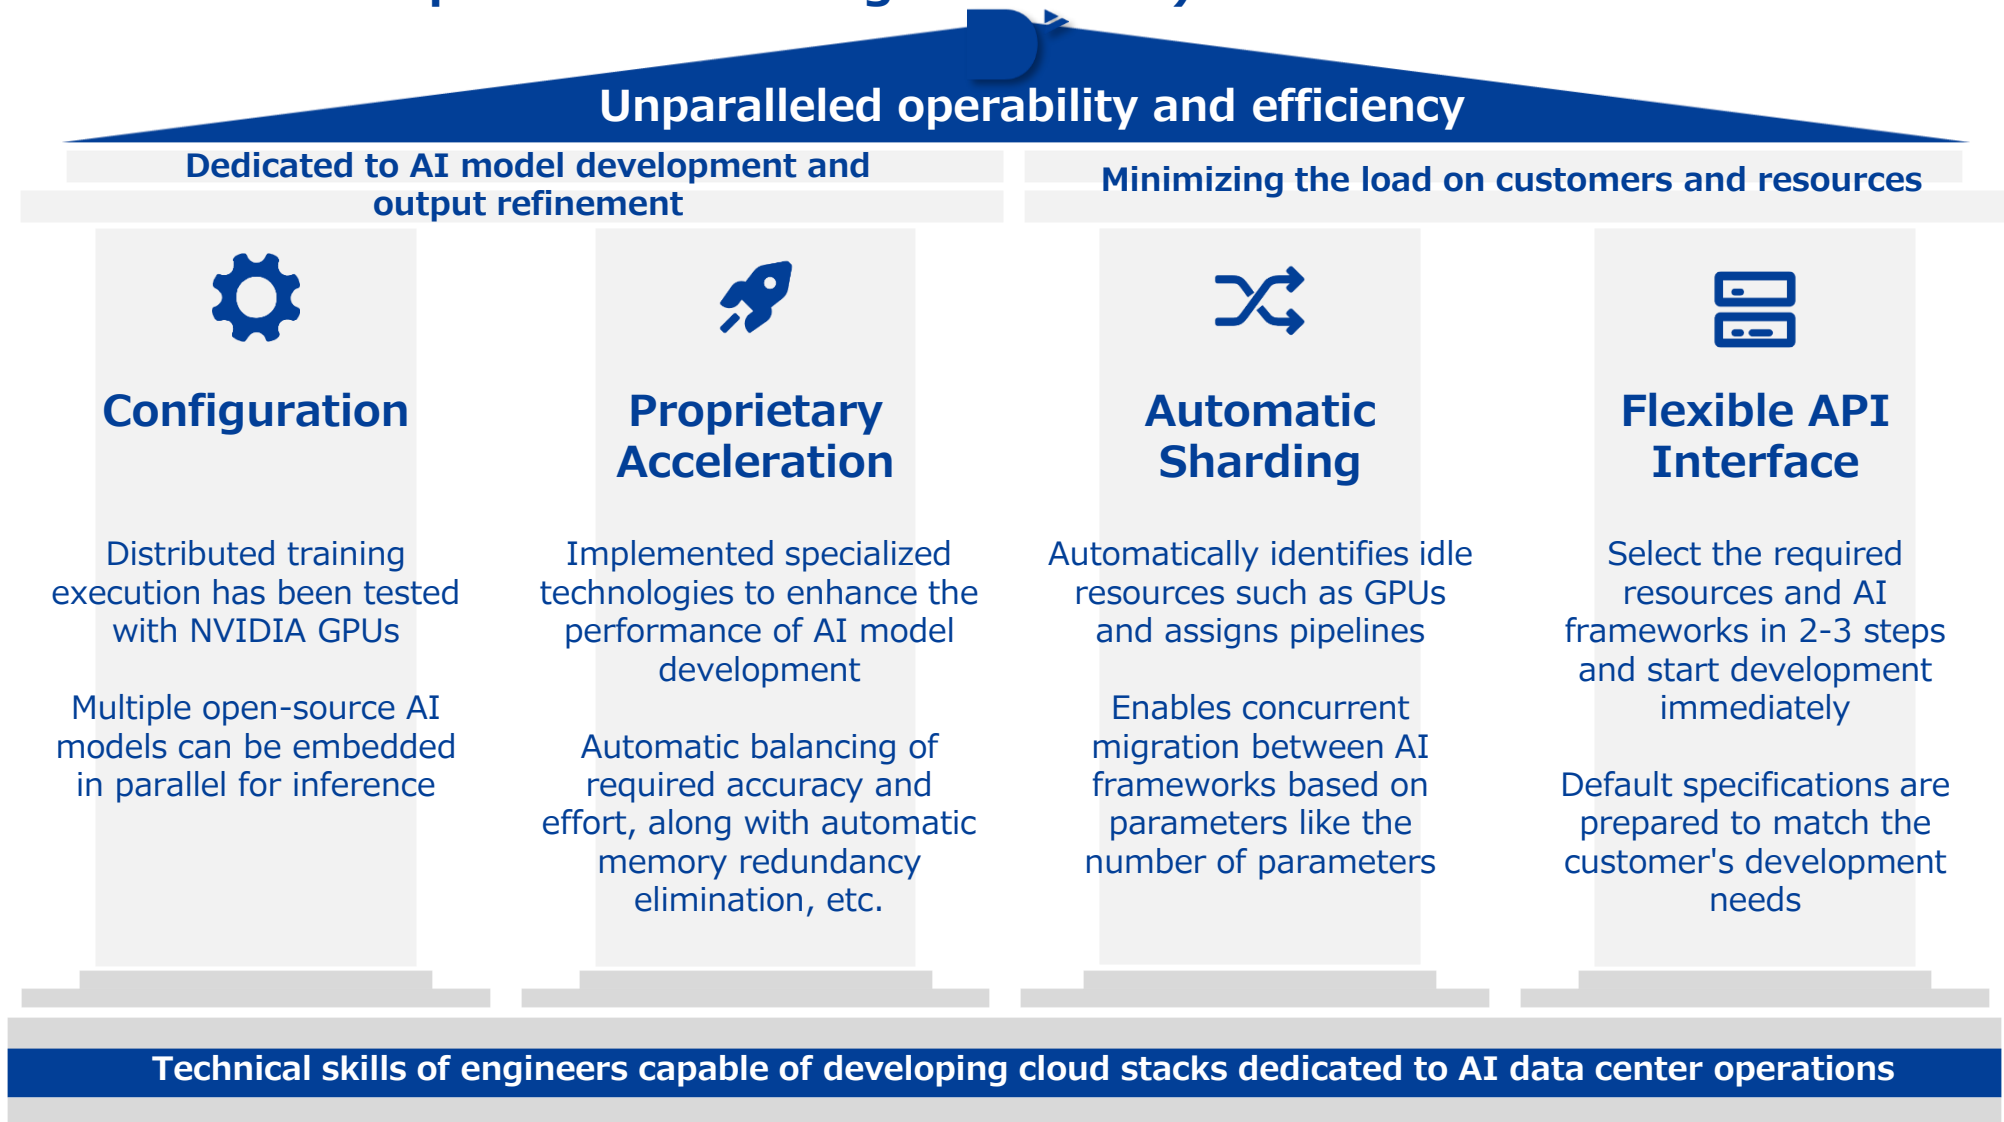 Unparalleled operability and efficiency
Dedicated to AI model development and
output refinement
Minimizing the load on customers and resources
Configuration
Distributed training
execution has been tested
with NVIDIA GPUs
Multiple open-source AI
models can be embedded
in parallel for inference
Proprietary
Acceleration
Implemented specialized
technologies to enhance the
performance of AI model
development
Automatic balancing of
required accuracy and
effort, along with automatic
memory redundancy
elimination, etc.
Automatic
Sharding
Automatically identifies idle
resources such as GPUs
and assigns pipelines
Enables concurrent
migration between AI
frameworks based on
parameters like the
number of parameters
Flexible API
Interface
Select the required
resources and AI
frameworks in 2-3 steps
and start development
immediately
Default specifications are
prepared to match the
customer's development
needs
Technical skills of engineers capable of developing cloud stacks dedicated to AI data center operations